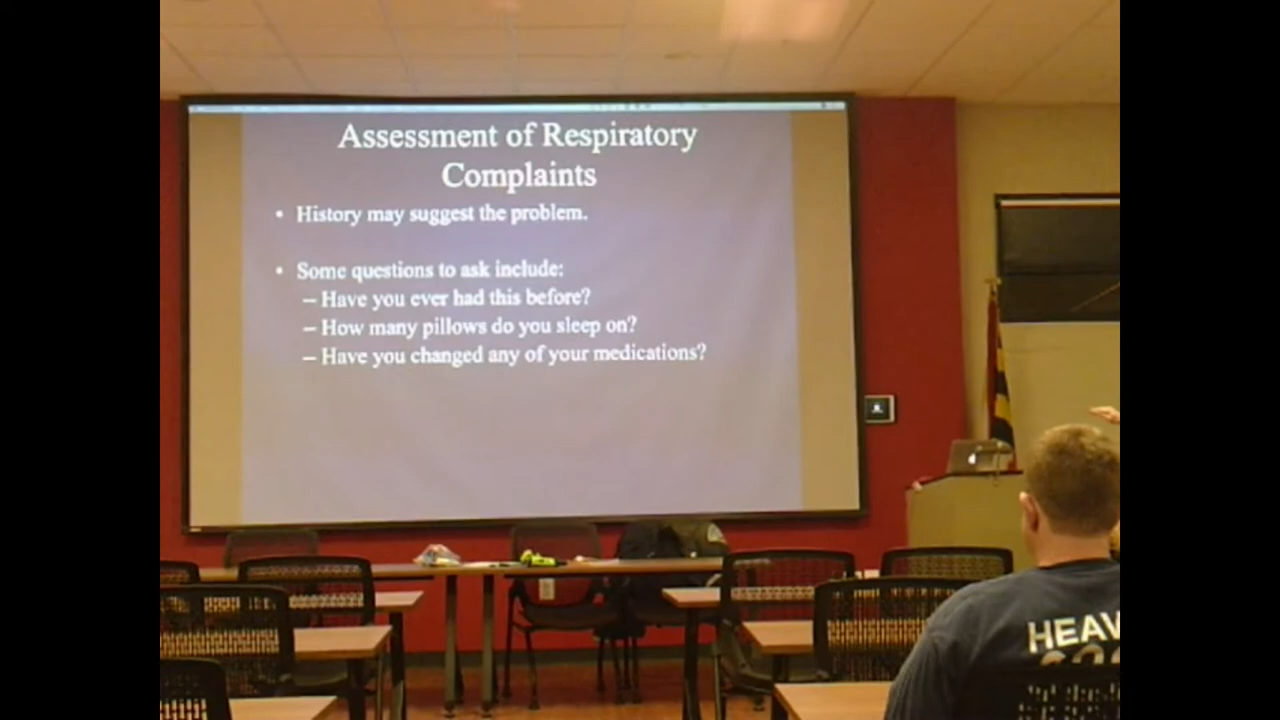 Assessment of Respiratory
Complaints
• History may suggest the problem.
• Some questions to ask include:
– Have you ever had this before?
– How many pillows do you sleep on?
– Have you changed any of your medications?